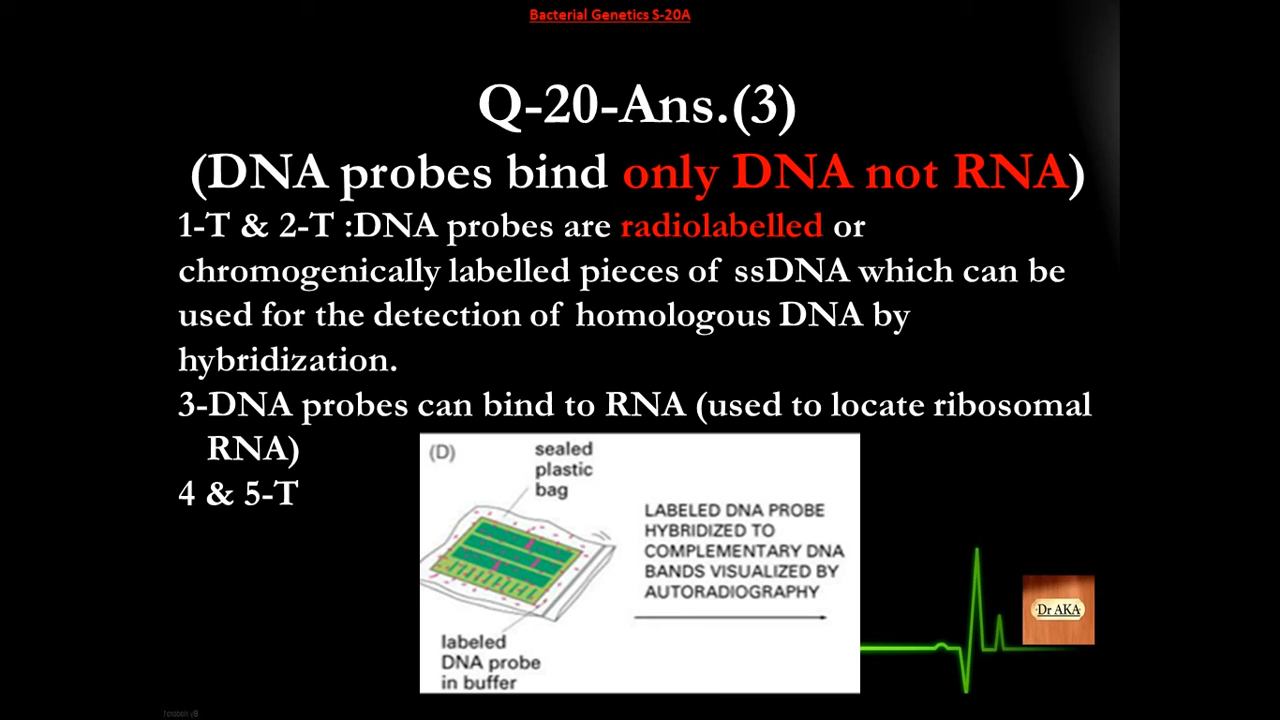 Bacterial Genetics S-20A
Q-20-Ans.(3)
(DNA probes bind only DNA not RNA)
1-T & 2-T :DNA probes are radiolabelled or
chromogenically labelled pieces of ssDNA which can be
used for the detection of homologous DNA by
hybridization.
3-DNA probes can bind to RNA (used to locate ribosomal
RNA)
4 & 5-T
(D)
sealed
plastic
bag
LABELED DNA PROBE
HYBRIDIZED TO
COMPLEMENTARY DNA
BANDS VISUALIZED BY
AUTORADIOGRAPHY
labeled
DNA probe
in buffer
Dr AKA